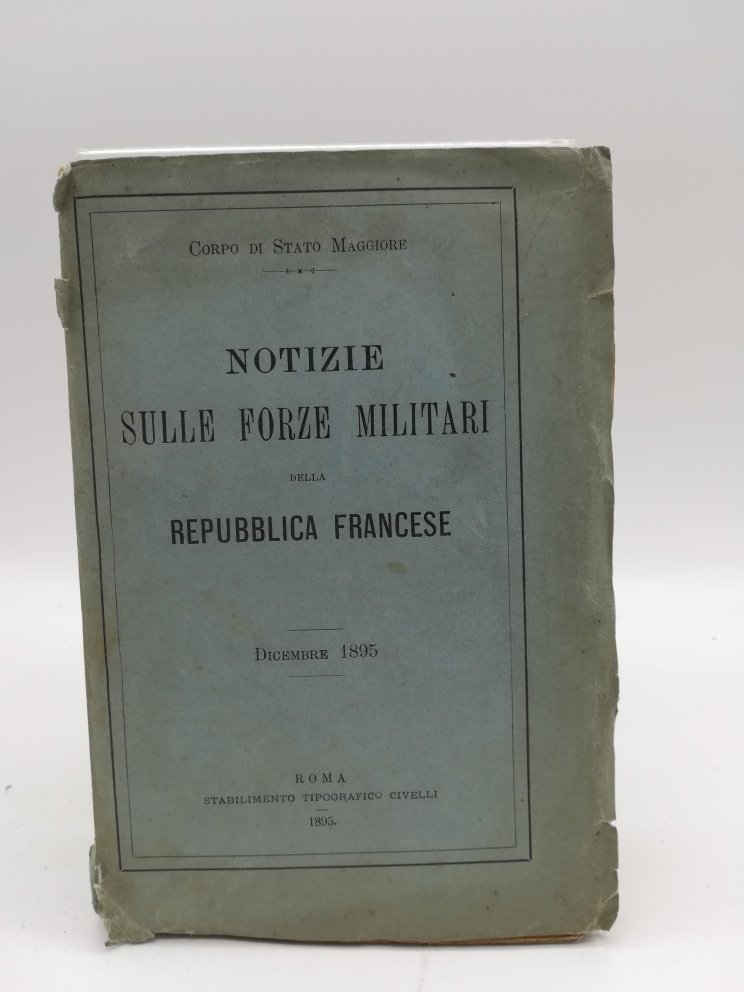 Corpo di Stato Maggiore
NOTIZIE
SULLE FORZE MILITARI
DELLA
REPUBBLICA FRANCESE
Dicembre 1895
ROMA
STABILIMENTO TIPOGRAFICO CIVELLI
1895.